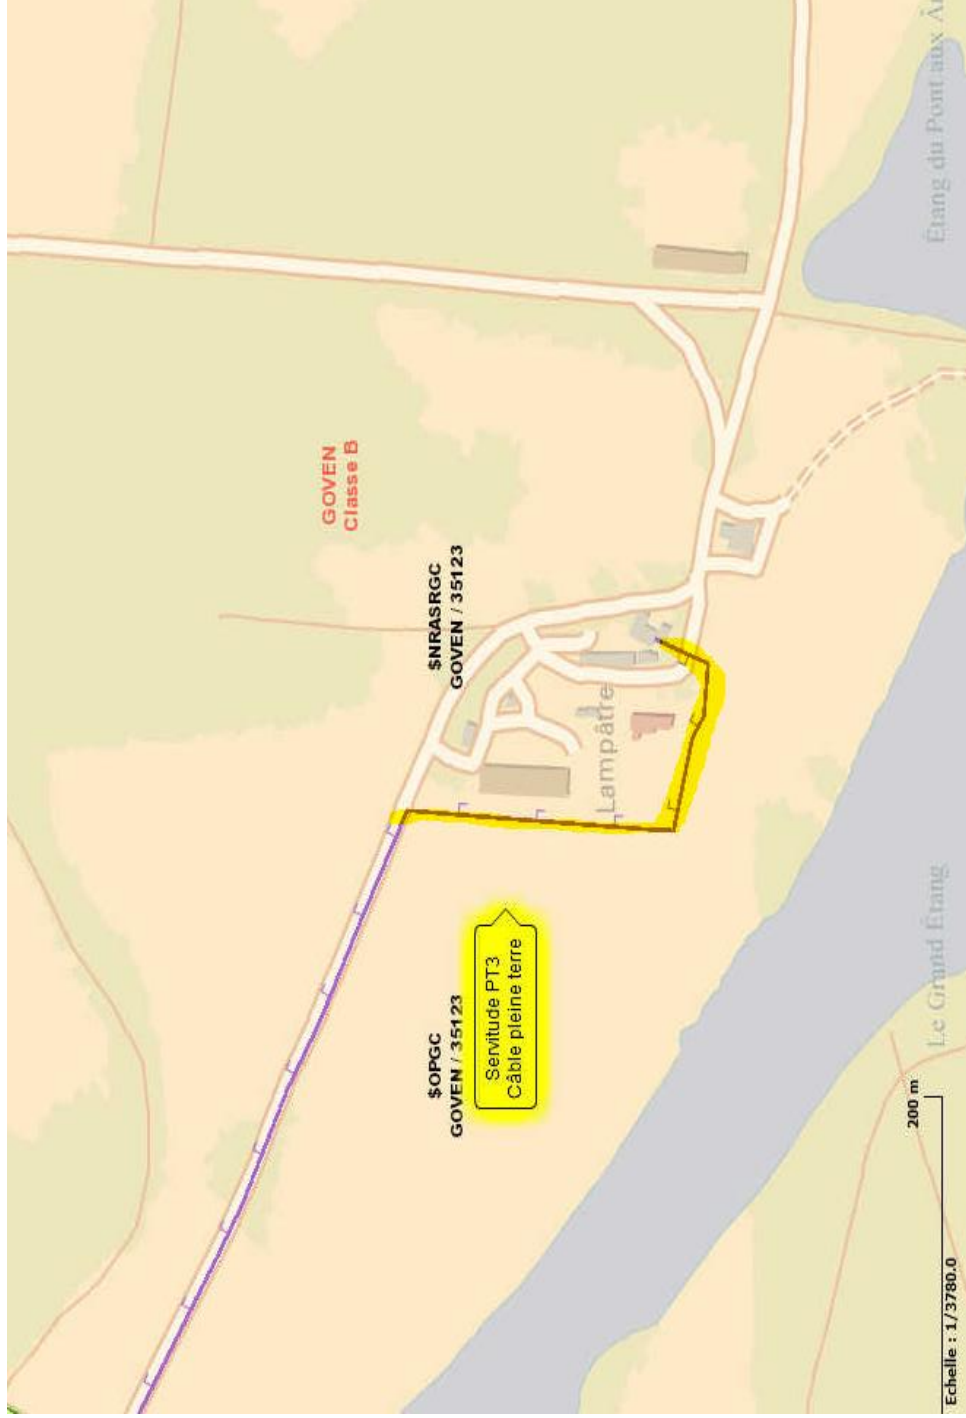 Étang du Pont aux
GOVEN
Classe B
$NRASRGC
GOVEN / 35123
Lampâtre
$OPGC
GOVEN / 35123
Servitude PT3
Câble pleine terre
Le Grand Étang
200 m
Echelle : 1/3780.0